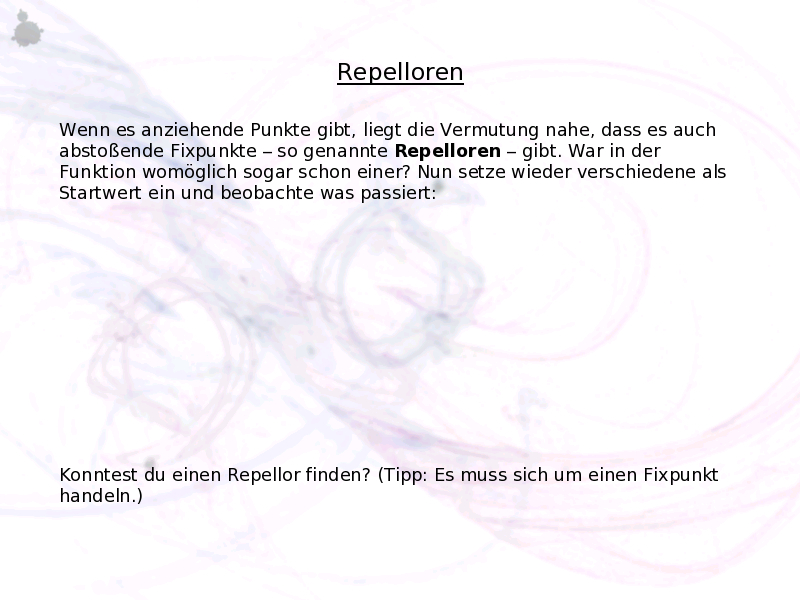 Repelloren
Wenn es anziehende Punkte gibt, liegt die Vermutung nahe, dass es auch
abstoßende Fixpunkte – so genannte Repelloren – gibt. War in der
Funktion womöglich sogar schon einer? Nun setze wieder verschiedene als
Startwert ein und beobachte was passiert:
Konntest du einen Repellor finden? (Tipp: Es muss sich um einen Fixpunkt
handeln.)